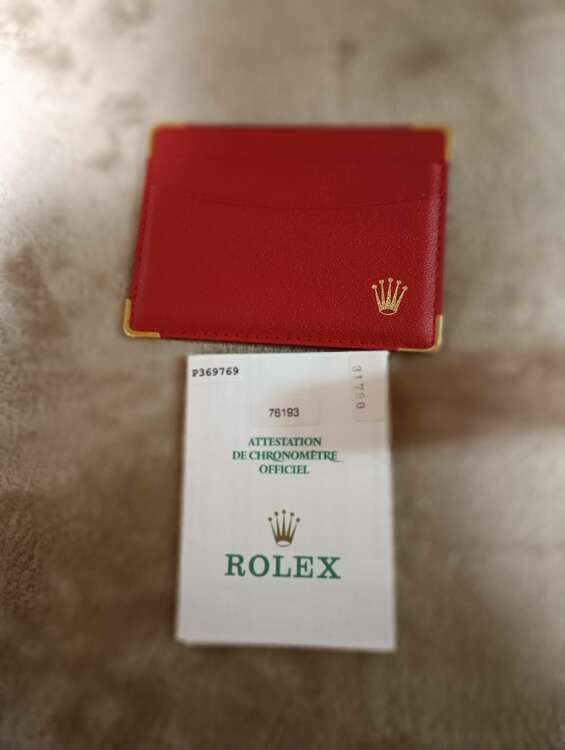 P369769
31790
76193
ATTESTATION
DE CHRONOMÈTRE
OFFICIEL
ROLEX